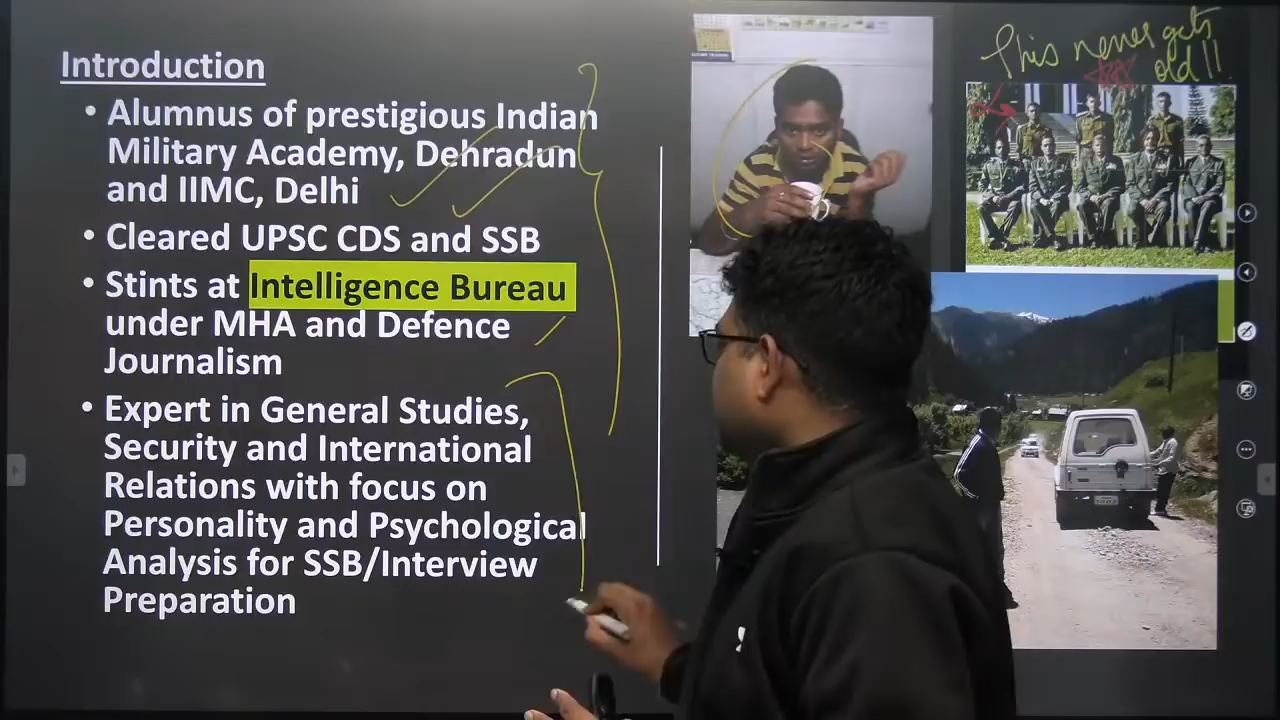 Introduction
• Alumnus of prestigious Indian
Military Academy, Dehradun
and IIMC, Delhi
• Cleared UPSC CDS and SSB
• Stints at Intelligence Bureau
under MHA and Defence
Journalism
• Expert in General Studies,
Security and International
Relations with focus on
Personality and Psychological
Analysis for SSB/Interview
Preparation
This never gets
old !!